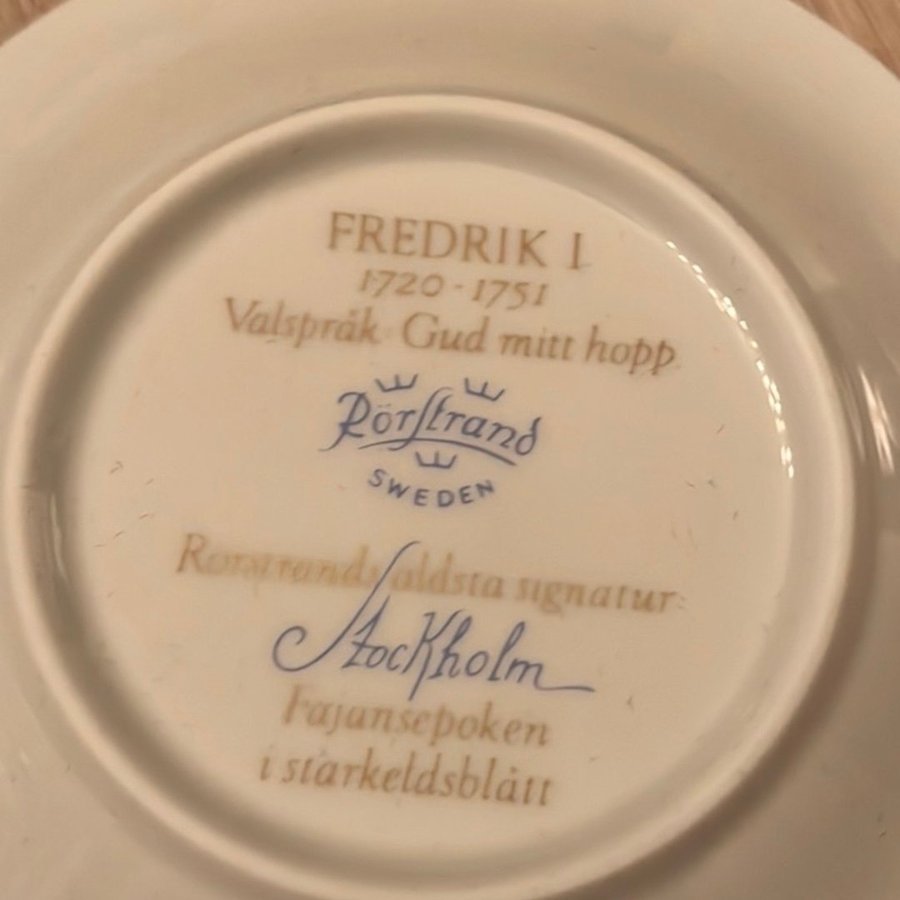 FREDRIK I
1720-1751
Valspråk Gud mitt hopp
Rörstrand
SWEDEN
Rörstrands äldsta signatur:
Stockholm
Fajansepoken
i starkeldsblått